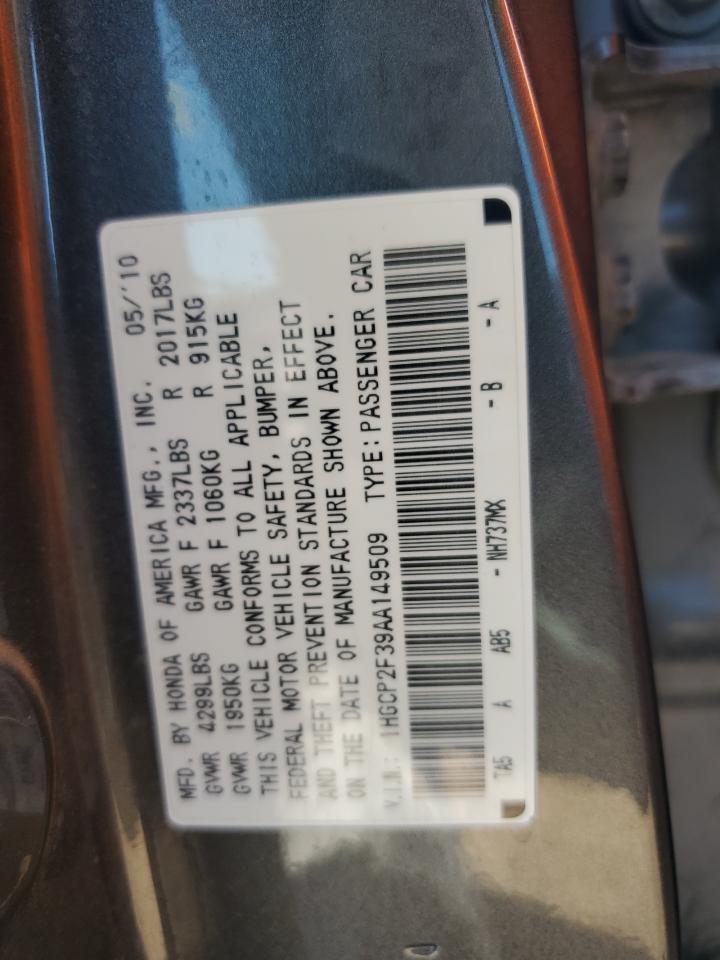 MFD. BY HONDA OF AMERICA MFG., INC. 05/'10
GVWR 4299LBS GAWR F 2337LBS R 2017LBS
GVWR 1950KG GAWR F 1060KG R 915KG
THIS VEHICLE CONFORMS TO ALL APPLICABLE
FEDERAL MOTOR VEHICLE SAFETY, BUMPER,
AND THEFT PREVENTION STANDARDS IN EFFECT
ON THE DATE OF MANUFACTURE SHOWN ABOVE.
V.I.N.: 1HGCP2F39AA149509 TYPE:PASSENGER CAR
TA5 A AB5 - NH737MX - B - A